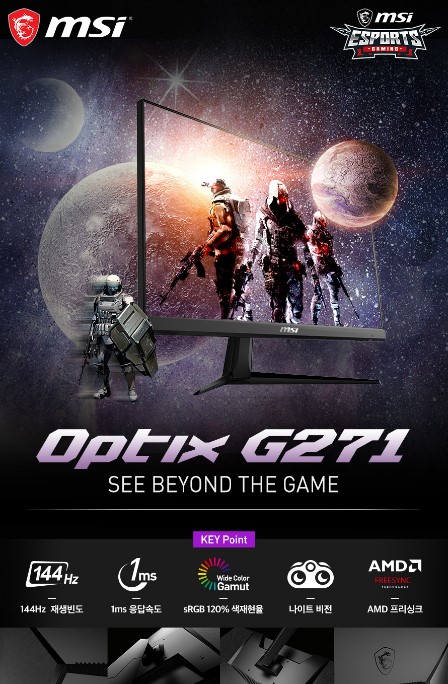 msi
msi
ESPORTS
GAMING
msi
Optix G271
SEE BEYOND THE GAME
KEY Point
144Hz
1ms
Wide Color
Gamut
AMD
FREESYNC
144Hz 재생빈도
1ms 응답속도
sRGB 120% 색재현율
나이트 비전
AMD 프리싱크